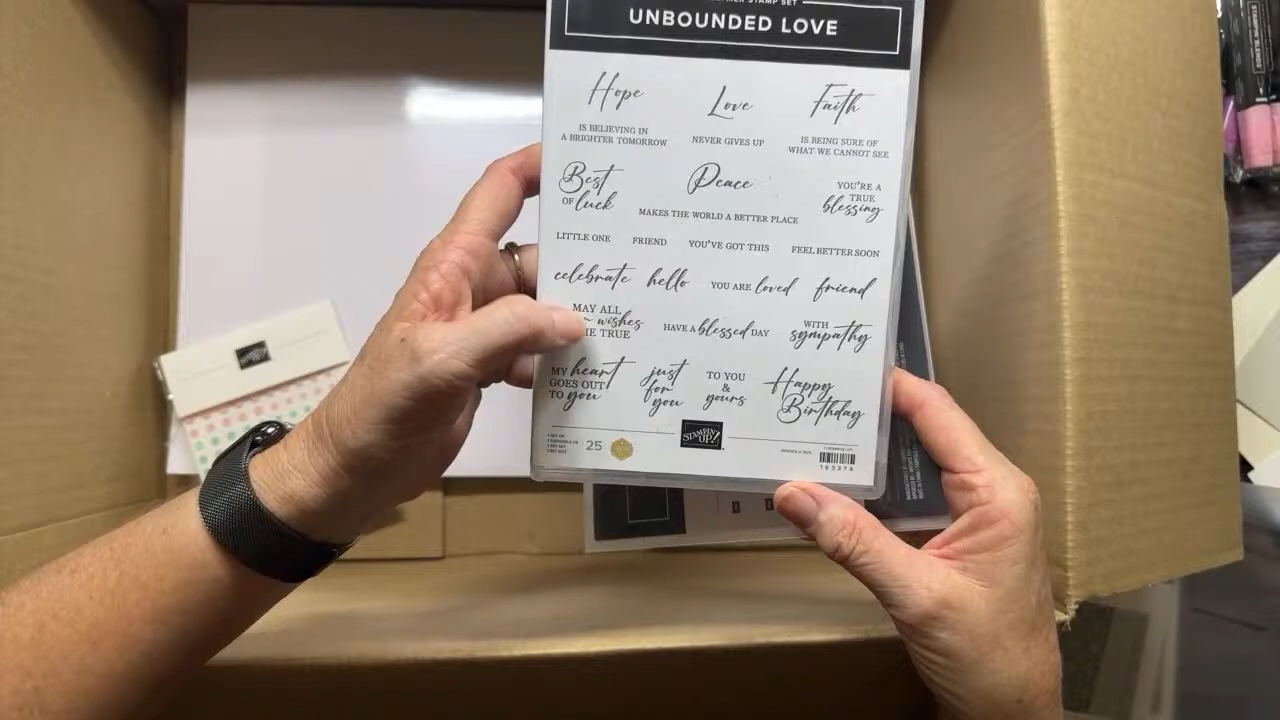 UNBOUNDED LOVE
Hope Love Faith
IS BELIEVING IN
A BRIGHTER TOMORROW
NEVER GIVES UP
IS BEING SURE OF
WHAT WE CANNOT SEE
Best
OF luck
Peace
MAKES THE WORLD A BETTER PLACE
YOU'RE A
TRUE
blessing
LITTLE ONE FRIEND YOU'VE GOT THIS FEEL BETTER SOON
celebrate hello YOU ARE loved friend
MAY ALL
wishes
TRUE
HAVE A blessed DAY
WITH
sympathy
MY heart
GOES OUT
TO you
just
for
you
TO YOU
&
yours
Happy
Birthday
25
STAMPIN' UP!
163376
STAMPIN' UP!